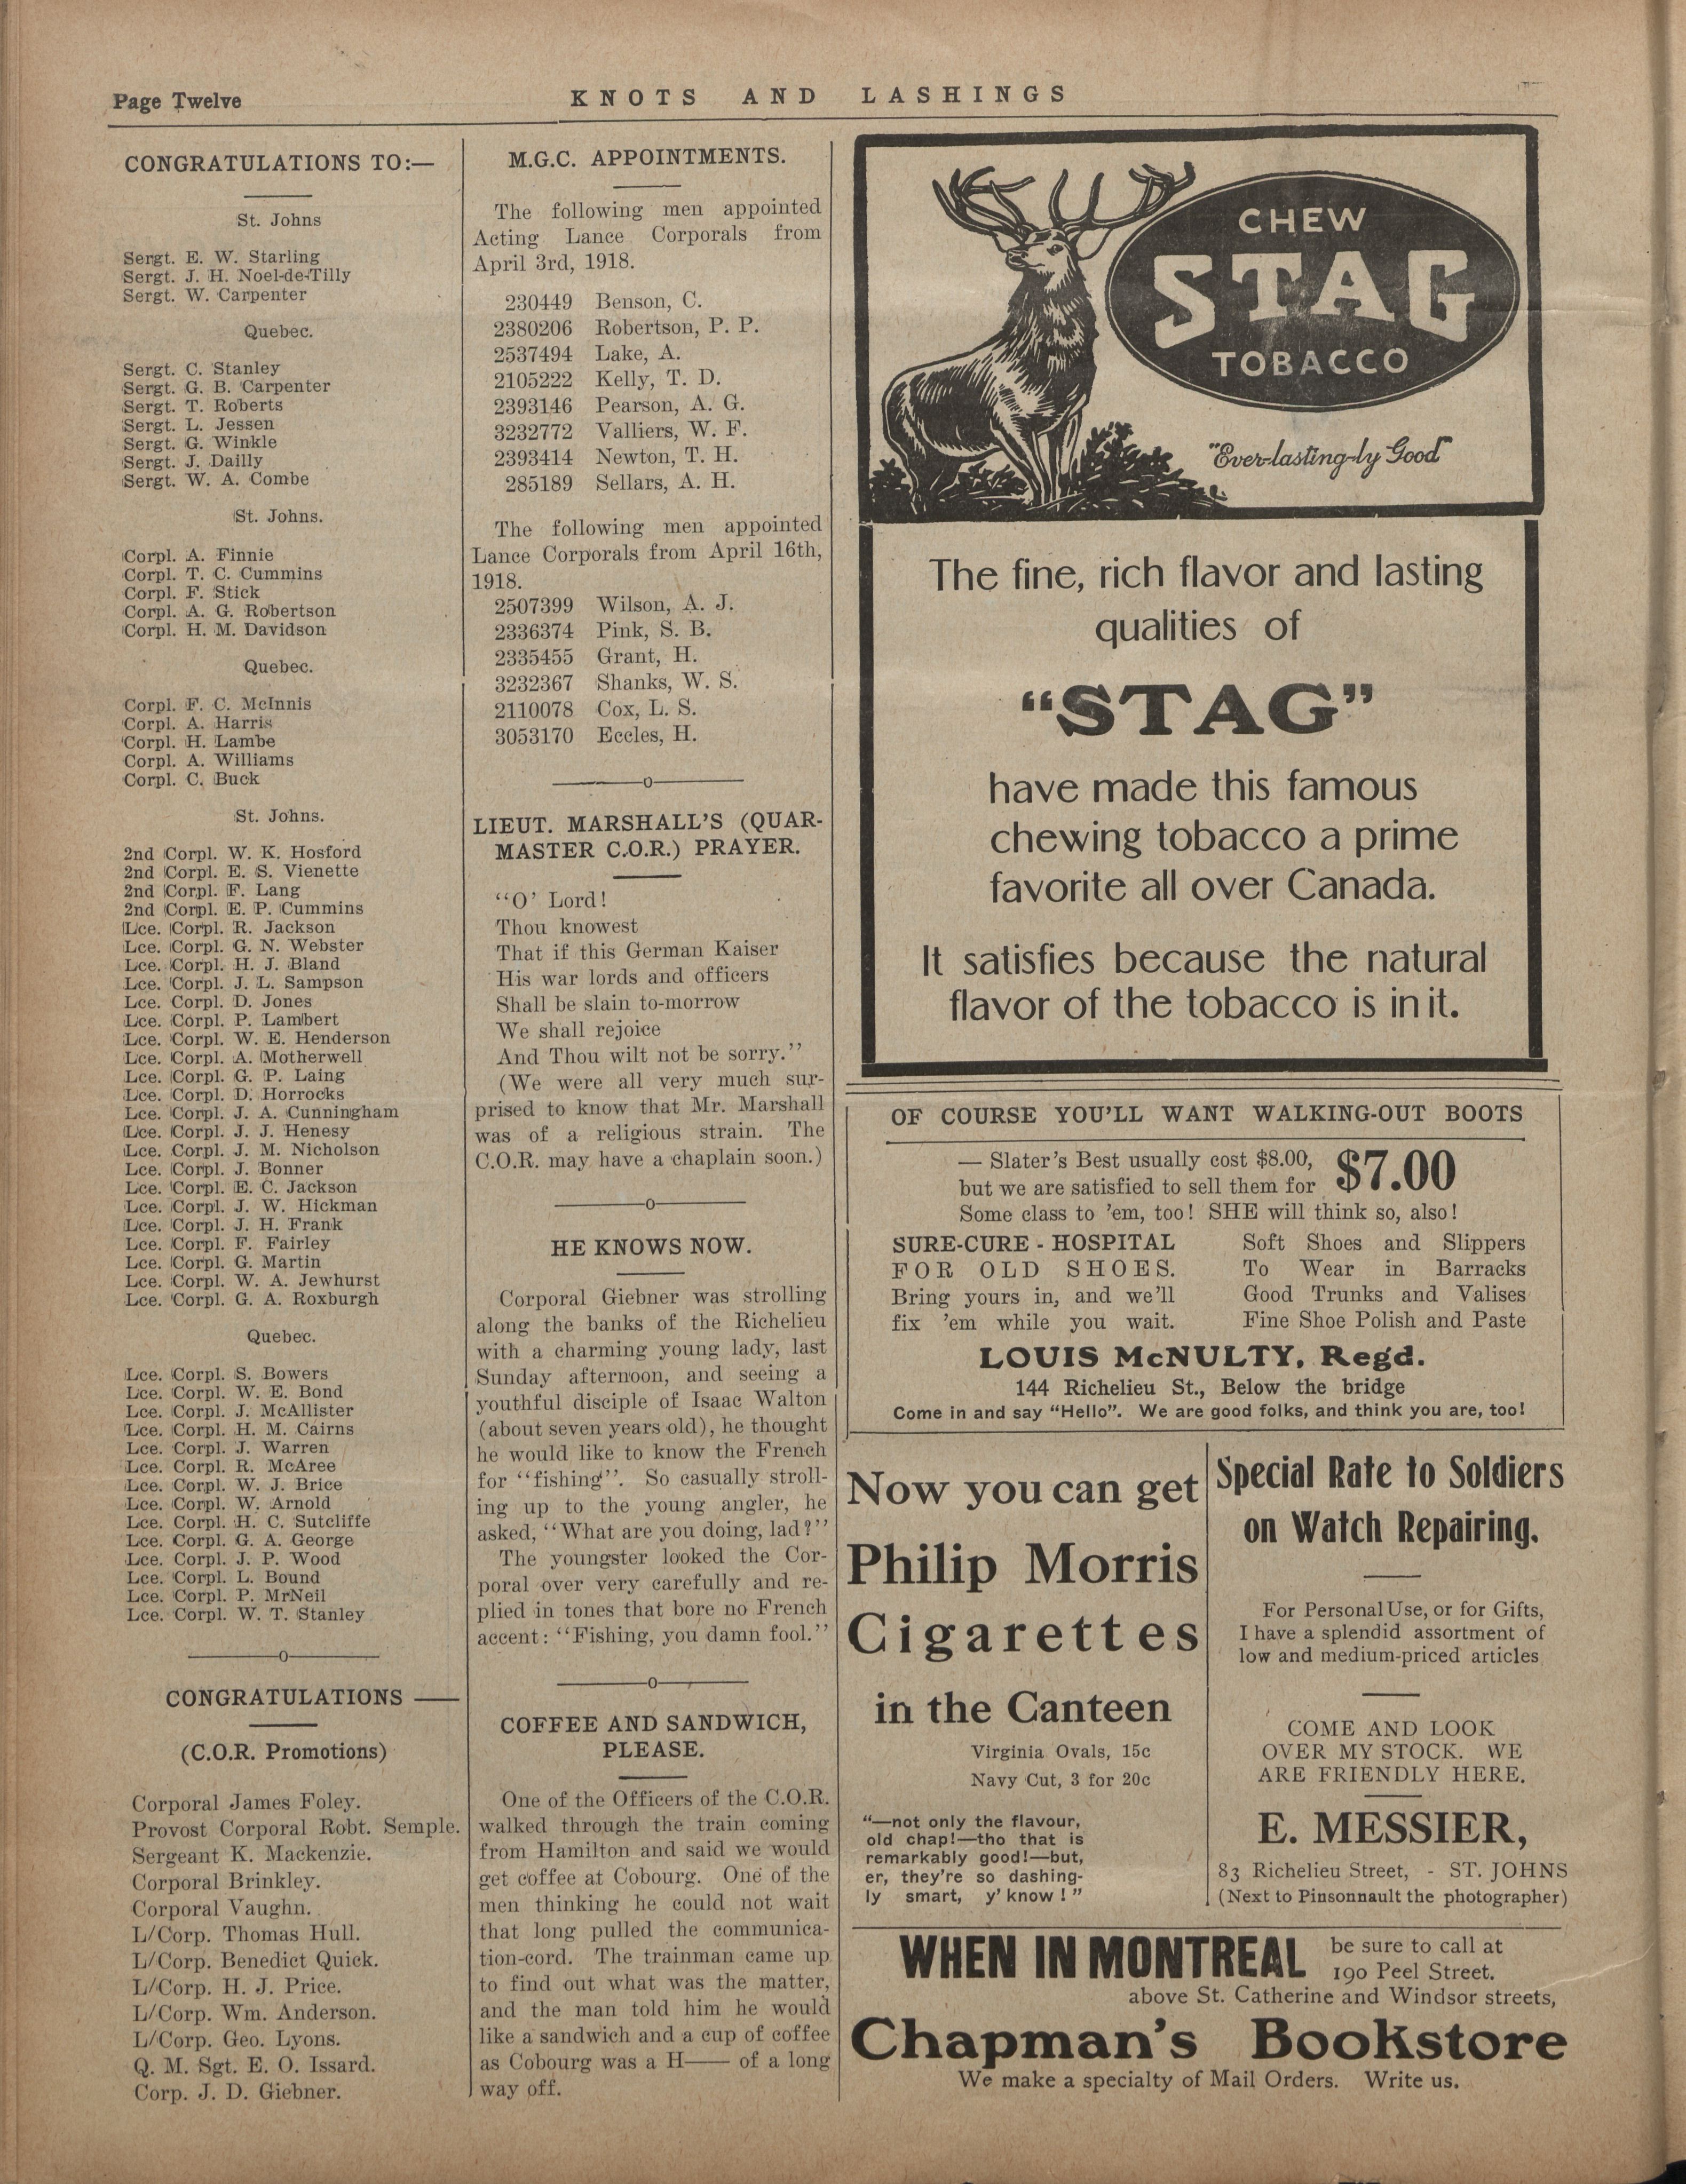 Page Twelve
KNOTS AND LASHINGS
CONGRATULATIONS TO:—
St. Johns
Sergt. E. W. Starling
Sergt. J. H. Noel-de-Tilly
Sergt. W. Carpenter
Quebec.
Sergt. C. Stanley
Sergt. G. B. Carpenter
Sergt. T. Roberts
Sergt. L. Jessen
Sergt. G. Winkle
Sergt. J. Dailly
Sergt. W. A. Combe
St. Johns.
Corpl. A. Finnie
Corpl. T. C. Cummins
Corpl. F. Stick
Corpl. A. G. Robertson
Corpl. H. M. Davidson
Quebec.
Corpl. F. C. McInnis
Corpl. A. Harris
Corpl. H. Lambe
Corpl. A. Williams
Corpl. C. Buck
St. Johns.
2nd Corpl. W. K. Hosford
2nd Corpl. E. S. Vienette
2nd Corpl. F. Lang
2nd Corpl. E. P. Cummins
Lce. Corpl. R. Jackson
Lce. Corpl. G. N. Webster
Lce. Corpl. H. J. Bland
Lce. Corpl. J. L. Sampson
Lce. Corpl. D. Jones
Lce. Corpl. P. Lambert
Lce. Corpl. W. E. Henderson
Lce. Corpl. A. Motherwell
Lce. Corpl. G. P. Laing
Lce. Corpl. D. Horrocks
Lce. Corpl. J. A. Cunningham
Lce. Corpl. J. J. Henesy
Lce. Corpl. J. M. Nicholson
Lce. Corpl. J. Bonner
Lce. Corpl. E. C. Jackson
Lce. Corpl. J. W. Hickman
Lce. Corpl. J. H. Frank
Lce. Corpl. F. Fairley
Lce. Corpl. G. Martin
Lce. Corpl. W. A. Jewhurst
Lce. Corpl. G. A. Roxburgh
Quebec.
Lce. Corpl. S. Bowers
Lce. Corpl. W. E. Bond
Lce. Corpl. J. McAllister
Lce. Corpl. H. M. Cairns
Lce. Corpl. J. Warren
Lce. Corpl. R. McAree
Lce. Corpl. W. J. Brice
Lce. Corpl. W. Arnold
Lce. Corpl. H. C. Sutcliffe
Lce. Corpl. G. A. George
Lce. Corpl. J. P. Wood
Lce. Corpl. L. Bound
Lce. Corpl. P. MrNeil
Lce. Corpl. W. T. Stanley
—o—
CONGRATULATIONS —
(C.O.R. Promotions)
Corporal James Foley.
Provost Corporal Robt. Semple.
Sergeant K. Mackenzie.
Corporal Brinkley.
Corporal Vaughn.
L/Corp. Thomas Hull.
L/Corp. Benedict Quick.
L/Corp. H. J. Price.
L/Corp. Wm. Anderson.
L/Corp. Geo. Lyons.
Q. M. Sgt. E. O. Issard.
Corp. J. D. Giebner.
M.G.C. APPOINTMENTS.
The following men appointed
Acting Lance Corporals from
April 3rd, 1918.
230449 Benson, C.
2380206 Robertson, P. P.
2537494 Lake, A.
2105222 Kelly, T. D.
2393146 Pearson, A. G.
3232772 Valliers, W. F.
2393414 Newton, T. H.
285189 Sellars, A. H.
The following men appointed
Lance Corporals from April 16th,
1918.
2507399 Wilson, A. J.
2336374 Pink, S. B.
2335455 Grant, H.
3232367 Shanks, W. S.
2110078 Cox, L. S.
3053170 Eccles, H.
—o—
LIEUT. MARSHALL'S (QUAR-
MASTER C.O.R.) PRAYER.
"O' Lord!
Thou knowest
That if this German Kaiser
His war lords and officers
Shall be slain to-morrow
We shall rejoice
And Thou wilt not be sorry."
(We were all very much sur-
prised to know that Mr. Marshall
was of a religious strain. The
C.O.R. may have a chaplain soon.)
—o—
HE KNOWS NOW.
Corporal Giebner was strolling
along the banks of the Richelieu
with a charming young lady, last
Sunday afternoon, and seeing a
youthful disciple of Isaac Walton
(about seven years old), he thought
he would like to know the French
for "fishing". So casually stroll-
ing up to the young angler, he
asked, "What are you doing, lad?"
The youngster looked the Cor-
poral over very carefully and re-
plied in tones that bore no French
accent: "Fishing, you damn fool."
—o—
COFFEE AND SANDWICH,
PLEASE.
One of the Officers of the C.O.R.
walked through the train coming
from Hamilton and said we would
get coffee at Cobourg. One of the
men thinking he could not wait
that long pulled the communica-
tion-cord. The trainman came up
to find out what was the matter,
and the man told him he would
like a sandwich and a cup of coffee
as Cobourg was a H—— of a long
way off.
CHEW
STAG
TOBACCO
"Ever-lasting-ly Good"
The fine, rich flavor and lasting
qualities of
"STAG"
have made this famous
chewing tobacco a prime
favorite all over Canada.
It satisfies because the natural
flavor of the tobacco is in it.
OF COURSE YOU'LL WANT WALKING-OUT BOOTS
— Slater's Best usually cost $8.00,
but we are satisfied to sell them for $7.00
Some class to 'em, too! SHE will think so, also!
SURE-CURE - HOSPITAL
FOR OLD SHOES.
Bring yours in, and we'll
fix 'em while you wait.
Soft Shoes and Slippers
To Wear in Barracks
Good Trunks and Valises
Fine Shoe Polish and Paste
LOUIS McNULTY, Regd.
144 Richelieu St., Below the bridge
Come in and say "Hello". We are good folks, and think you are, too!
Now you can get
Philip Morris
Cigarettes
in the Canteen
Virginia Ovals, 15c
Navy Cut, 3 for 20c
"—not only the flavour,
old chap!—tho that is
remarkably good!—but,
er, they're so dashing-
ly smart, y' know!"
Special Rate to Soldiers
on Watch Repairing.
For Personal Use, or for Gifts,
I have a splendid assortment of
low and medium-priced articles
COME AND LOOK
OVER MY STOCK. WE
ARE FRIENDLY HERE.
E. MESSIER,
83 Richelieu Street, - ST. JOHNS
(Next to Pinsonnault the photographer)
WHEN IN MONTREAL be sure to call at
190 Peel Street.
above St. Catherine and Windsor streets,
Chapman's Bookstore
We make a specialty of Mail Orders. Write us.